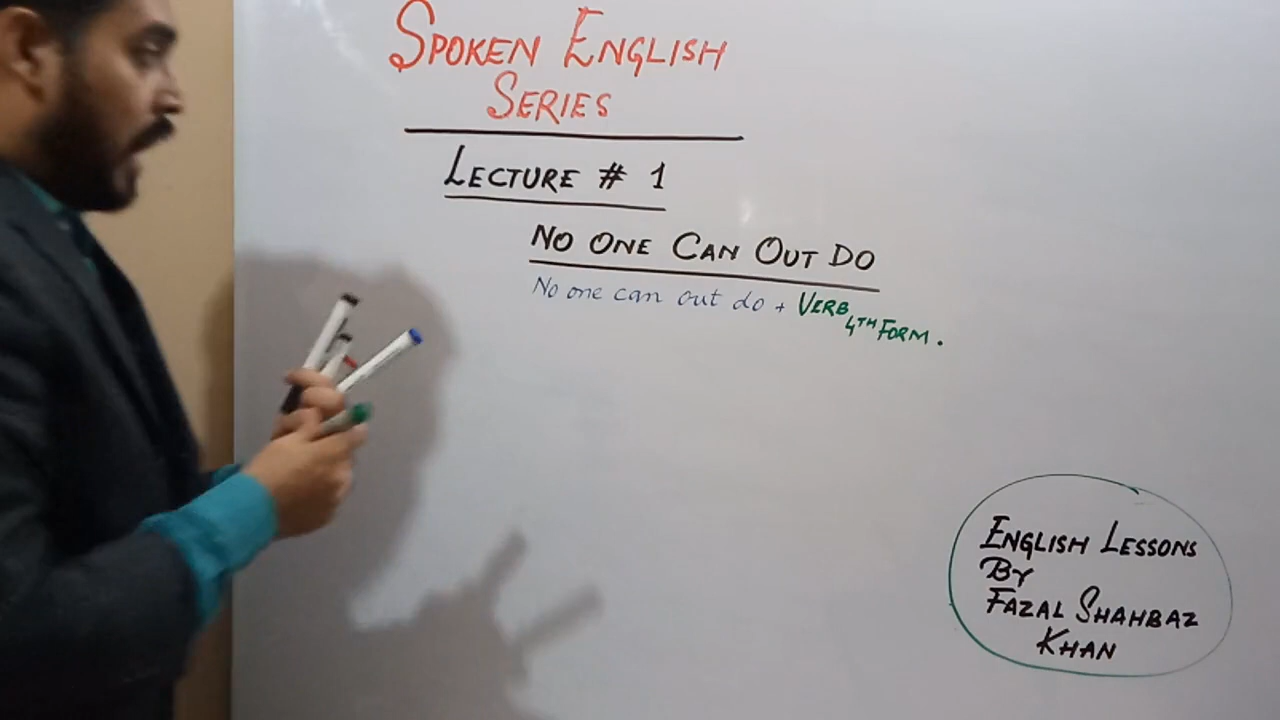 SPOKEN ENGLISH
SERIES
LECTURE # 1
NO ONE CAN OUT DO
No one can out do + VERB
4TH FORM.
ENGLISH LESSONS
BY
FAZAL SHAHBAZ
KHAN